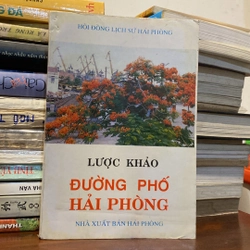 HỘI ĐỒNG LỊCH SỬ HẢI PHÒNG
LƯỢC KHẢO
ĐƯỜNG PHỐ
HẢI PHÒNG
NHÀ XUẤT BẢN HẢI PHÒNG